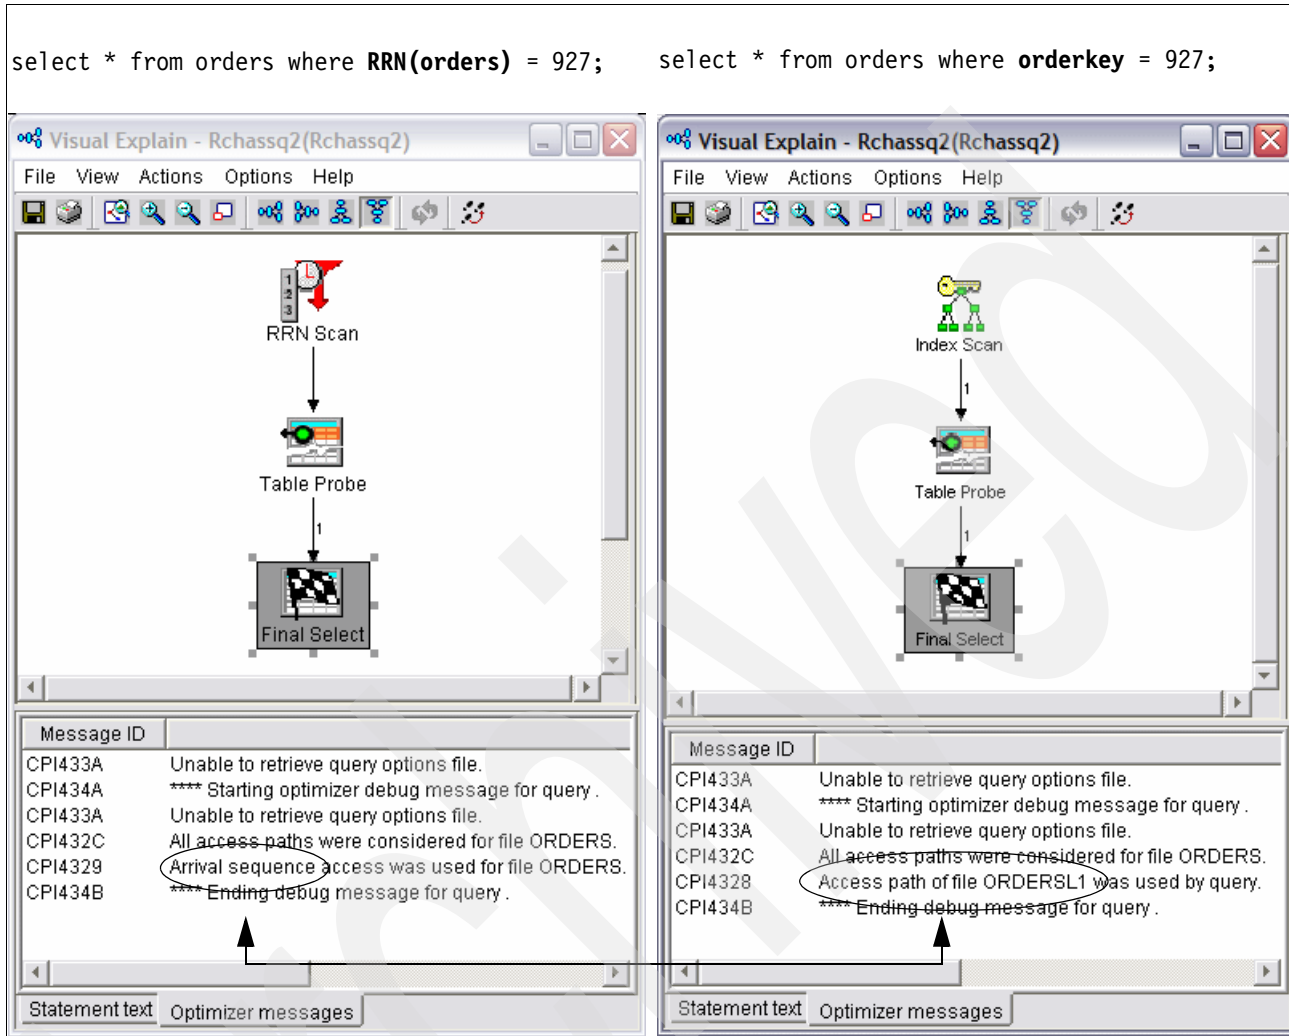 select * from orders where RRN(orders) = 927;
select * from orders where orderkey = 927;
Visual Explain - Rchassq2(Rchassq2)
File View Actions Options Help
1
2
3
RRN Scan
Table Probe
1
Final Select
Message ID
CPI433A Unable to retrieve query options file.
CPI434A **** Starting optimizer debug message for query .
CPI433A Unable to retrieve query options file.
CPI432C All access paths were considered for file ORDERS.
CPI4329 Arrival sequence access was used for file ORDERS.
CPI434B **** Ending debug message for query .
Statement text Optimizer messages
Visual Explain - Rchassq2(Rchassq2)
File View Actions Options Help
Index Scan
1
Table Probe
1
Final Select
Message ID
CPI433A Unable to retrieve query options file.
CPI434A **** Starting optimizer debug message for query .
CPI433A Unable to retrieve query options file.
CPI432C All access paths were considered for file ORDERS.
CPI4328 Access path of file ORDERSL1 was used by query.
CPI434B **** Ending debug message for query .
Statement text Optimizer messages